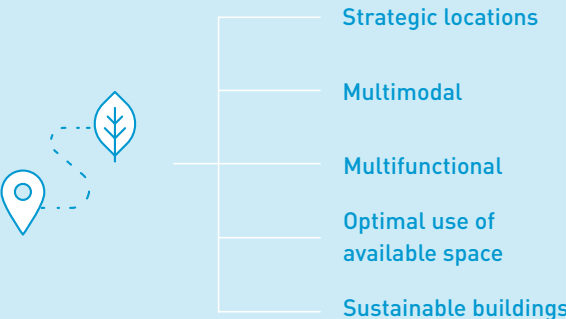 Strategic locations
Multimodal
Multifunctional
Optimal use of
available space
Sustainable buildings